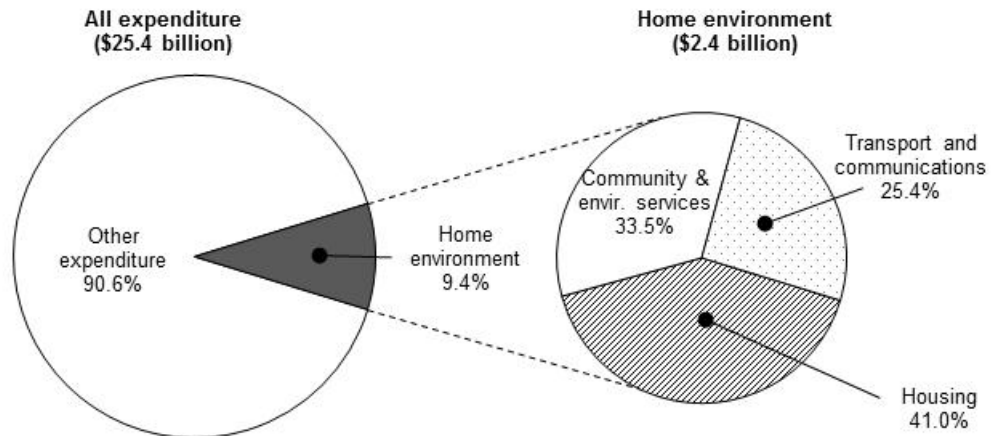 All expenditure
($25.4 billion)
Other
expenditure
90.6%
Home
environment
9.4%
Home environment
($2.4 billion)
Community &
envir. services
33.5%
Transport and
communications
25.4%
Housing
41.0%